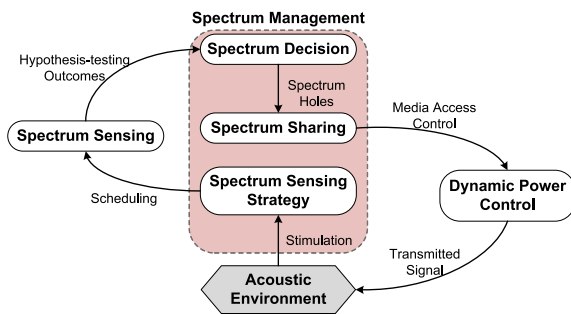 Spectrum Management
Spectrum Decision
Hypothesis-testing
Outcomes
Spectrum
Holes
Spectrum Sensing
Spectrum Sharing
Media Access
Control
Spectrum Sensing
Strategy
Scheduling
Dynamic Power
Control
Stimulation
Transmitted
Signal
Acoustic
Environment